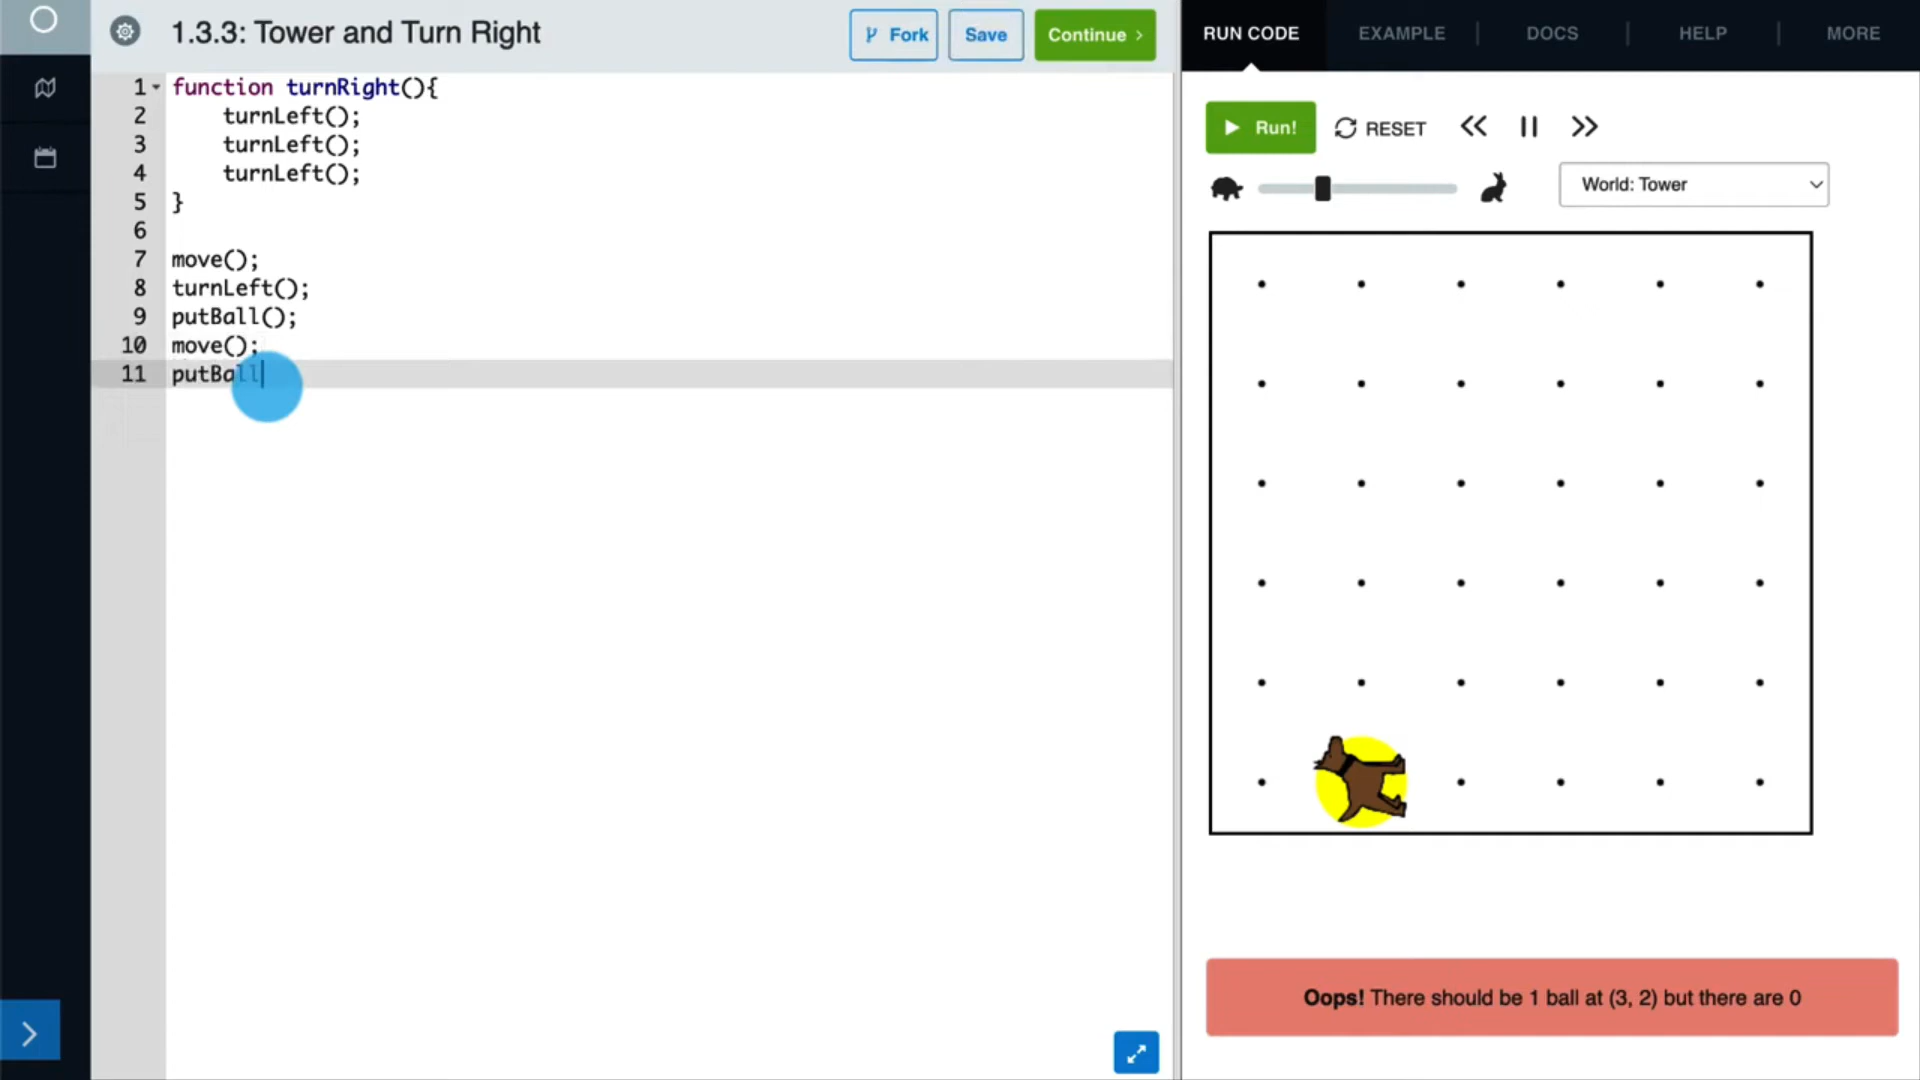 1.3.3: Tower and Turn Right
Fork
Save
Continue
RUN CODE
EXAMPLE
DOCS
HELP
MORE
1 function turnRight(){
2 turnLeft();
3 turnLeft();
4 turnLeft();
5 }
6
7 move();
8 turnLeft();
9 putBall();
10 move();
11 putBall
Run!
RESET
World: Tower
Oops! There should be 1 ball at (3, 2) but there are 0